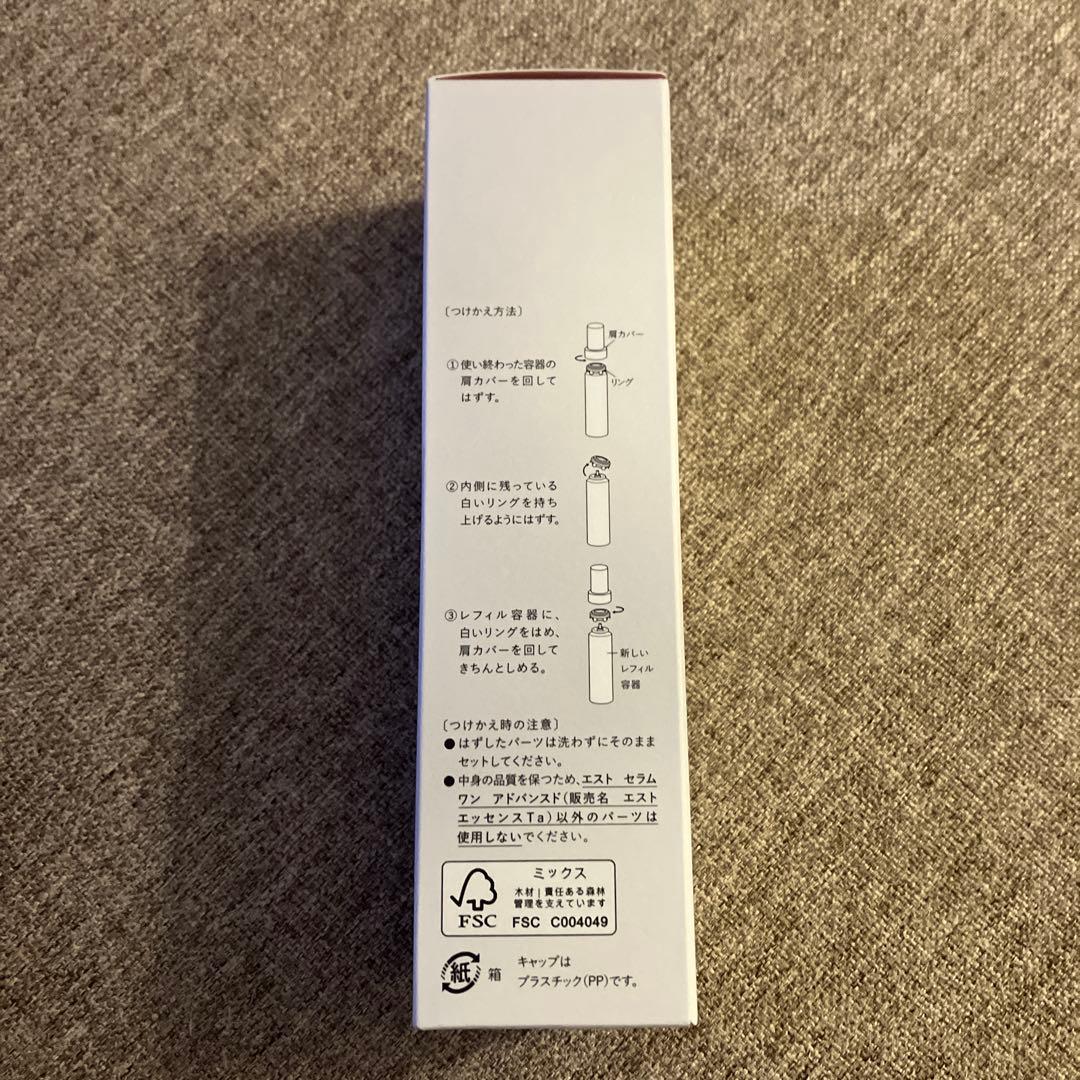 〔つけかえ方法〕
①使い終わった容器の
肩カバーを回して
はずす。
肩カバー
リング
②内側に残っている
白いリングを持ち
上げるようにはずす。
③レフィル容器に、
白いリングをはめ、
肩カバーを回して
きちんとしめる。
新しい
レフィル
容器
〔つけかえ時の注意〕
●はずしたパーツは洗わずにそのまま
セットしてください。
●中身の品質を保つため、エスト セラム
ワン アドバンスド(販売名 エスト
エッセンスTa)以外のパーツは
使用しないでください。
ミックス
木材 | 責任ある森林
管理を支えています
FSC
FSC C004049
紙
箱
キャップは
プラスチック(PP)です。